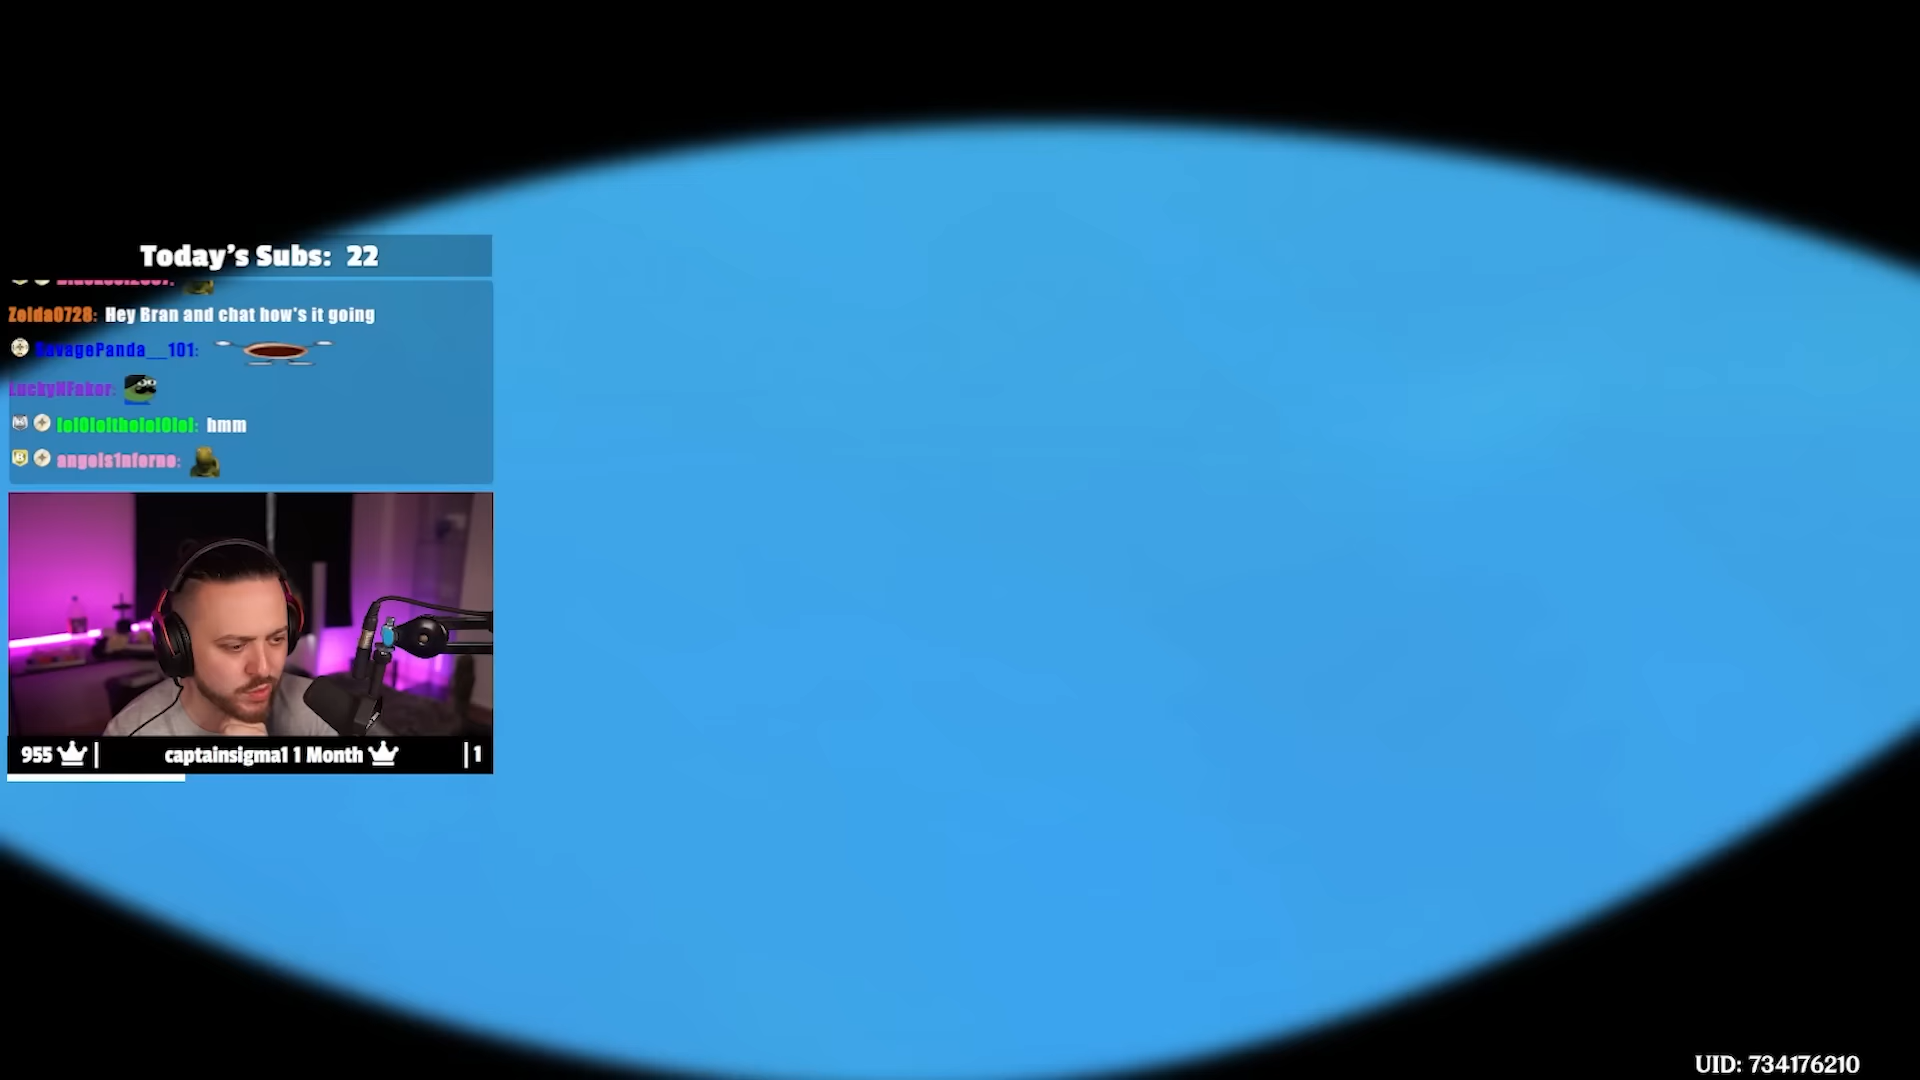 Today's Subs: 22
Zelda0728: Hey Bran and chat how's it going
SavagePanda__101:
LuckyNFaker:
lol0lolthelol0lol: hmm
angels1nferno:
955 | captainsigma1 1 Month | 1
UID: 734176210